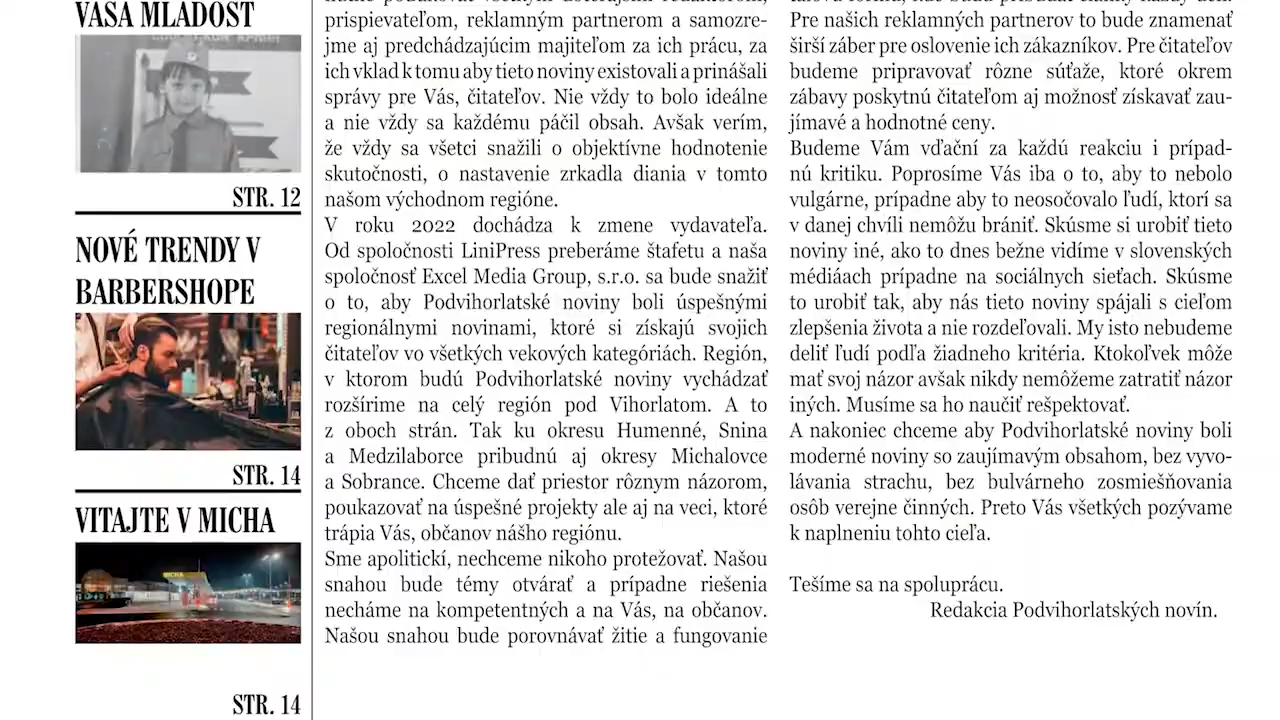 VAŠA MLADOSŤ
STR. 12
NOVÉ TRENDY V
BARBERSHOPE
STR. 14
VITAJTE V MICHA
MICHA
STR. 14
prispievateľom, reklamným partnerom a samozre-
jme aj predchádzajúcim majiteľom za ich prácu, za
ich vklad k tomu aby tieto noviny existovali a prinášali
správy pre Vás, čitateľov. Nie vždy to bolo ideálne
a nie vždy sa každému páčil obsah. Avšak verím,
že vždy sa všetci snažili o objektívne hodnotenie
skutočnosti, o nastavenie zrkadla diania v tomto
našom východnom regióne.
V roku 2022 dochádza k zmene vydavateľa.
Od spoločnosti LiniPress preberáme štafetu a naša
spoločnosť Excel Media Group, s.r.o. sa bude snažiť
o to, aby Podvihorlatské noviny boli úspešnými
regionálnymi novinami, ktoré si získajú svojich
čitateľov vo všetkých vekových kategóriách. Región,
v ktorom budú Podvihorlatské noviny vychádzať
rozšírime na celý región pod Vihorlatom. A to
z oboch strán. Tak ku okresu Humenné, Snina
a Medzilaborce pribudnú aj okresy Michalovce
a Sobrance. Chceme dať priestor rôznym názorom,
poukazovať na úspešné projekty ale aj na veci, ktoré
trápia Vás, občanov nášho regiónu.
Sme apolitickí, nechceme nikoho protežovať. Našou
snahou bude témy otvárať a prípadne riešenia
necháme na kompetentných a na Vás, na občanov.
Našou snahou bude porovnávať žitie a fungovanie
Pre našich reklamných partnerov to bude znamenať
širší záber pre oslovenie ich zákazníkov. Pre čitateľov
budeme pripravovať rôzne súťaže, ktoré okrem
zábavy poskytnú čitateľom aj možnosť získavať zau-
jímavé a hodnotné ceny.
Budeme Vám vďační za každú reakciu i prípad-
nú kritiku. Poprosíme Vás iba o to, aby to nebolo
vulgárne, prípadne aby to neosočovalo ľudí, ktorí sa
v danej chvíli nemôžu brániť. Skúsme si urobiť tieto
noviny iné, ako to dnes bežne vidíme v slovenských
médiáach prípadne na sociálnych sieťach. Skúsme
to urobiť tak, aby nás tieto noviny spájali s cieľom
zlepšenia života a nie rozdeľovali. My isto nebudeme
deliť ľudí podľa žiadneho kritéria. Ktokoľvek môže
mať svoj názor avšak nikdy nemôžeme zatratiť názor
iných. Musíme sa ho naučiť rešpektovať.
A nakoniec chceme aby Podvihorlatské noviny boli
moderné noviny so zaujímavým obsahom, bez vyvo-
lávania strachu, bez bulvárneho zosmiešňovania
osôb verejne činných. Preto Vás všetkých pozývame
k naplneniu tohto cieľa.
Tešíme sa na spoluprácu.
Redakcia Podvihorlatských novín.